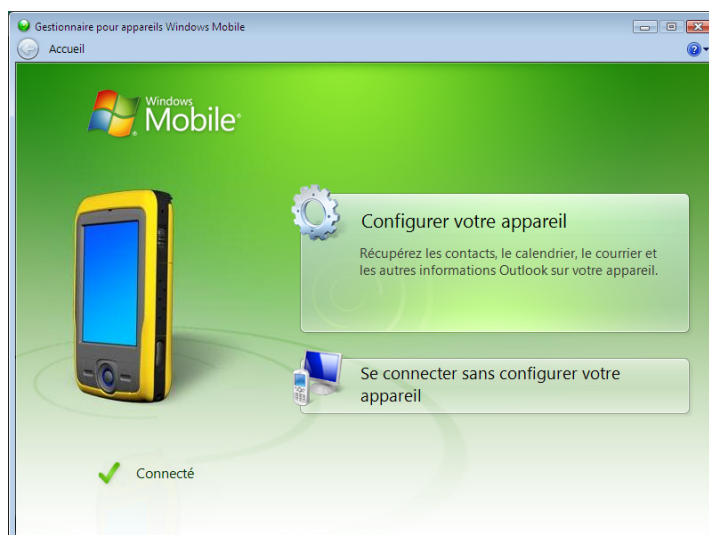 Gestionnaire pour appareils Windows Mobile
Accueil
Windows
Mobile
Configurer votre appareil
Récupérez les contacts, le calendrier, le courrier et
les autres informations Outlook sur votre appareil.
Se connecter sans configurer votre
appareil
Connecté